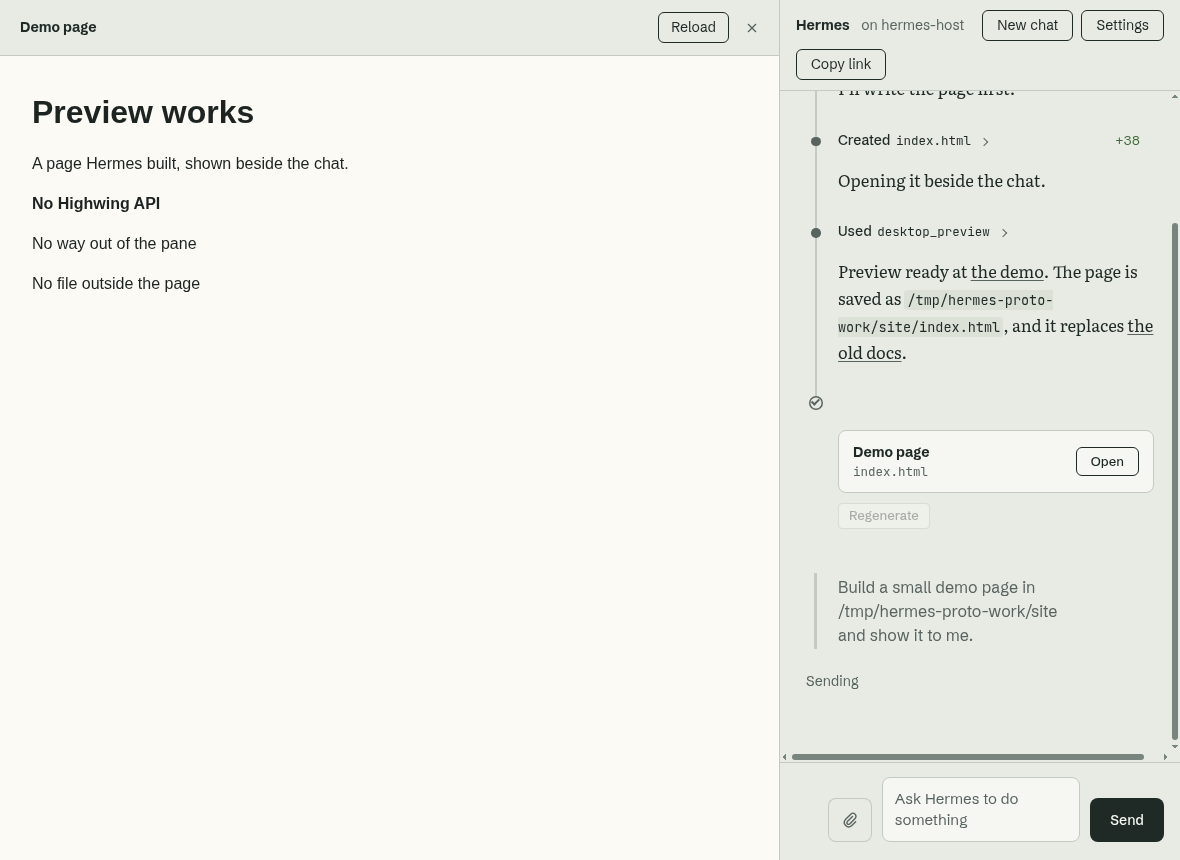 Demo page
Reload
×
Preview works
A page Hermes built, shown beside the chat.
No Highwing API
No way out of the pane
No file outside the page
Hermes on hermes-host
New chat
Settings
Copy link
I'll write the page first.
Created index.html
+38
Opening it beside the chat.
Used desktop_preview
Preview ready at the demo. The page is
saved as /tmp/hermes-proto-
work/site/index.html, and it replaces the
old docs.
Demo page
index.html
Open
Regenerate
Build a small demo page in
/tmp/hermes-proto-work/site
and show it to me.
Sending
Ask Hermes to do
something
Send